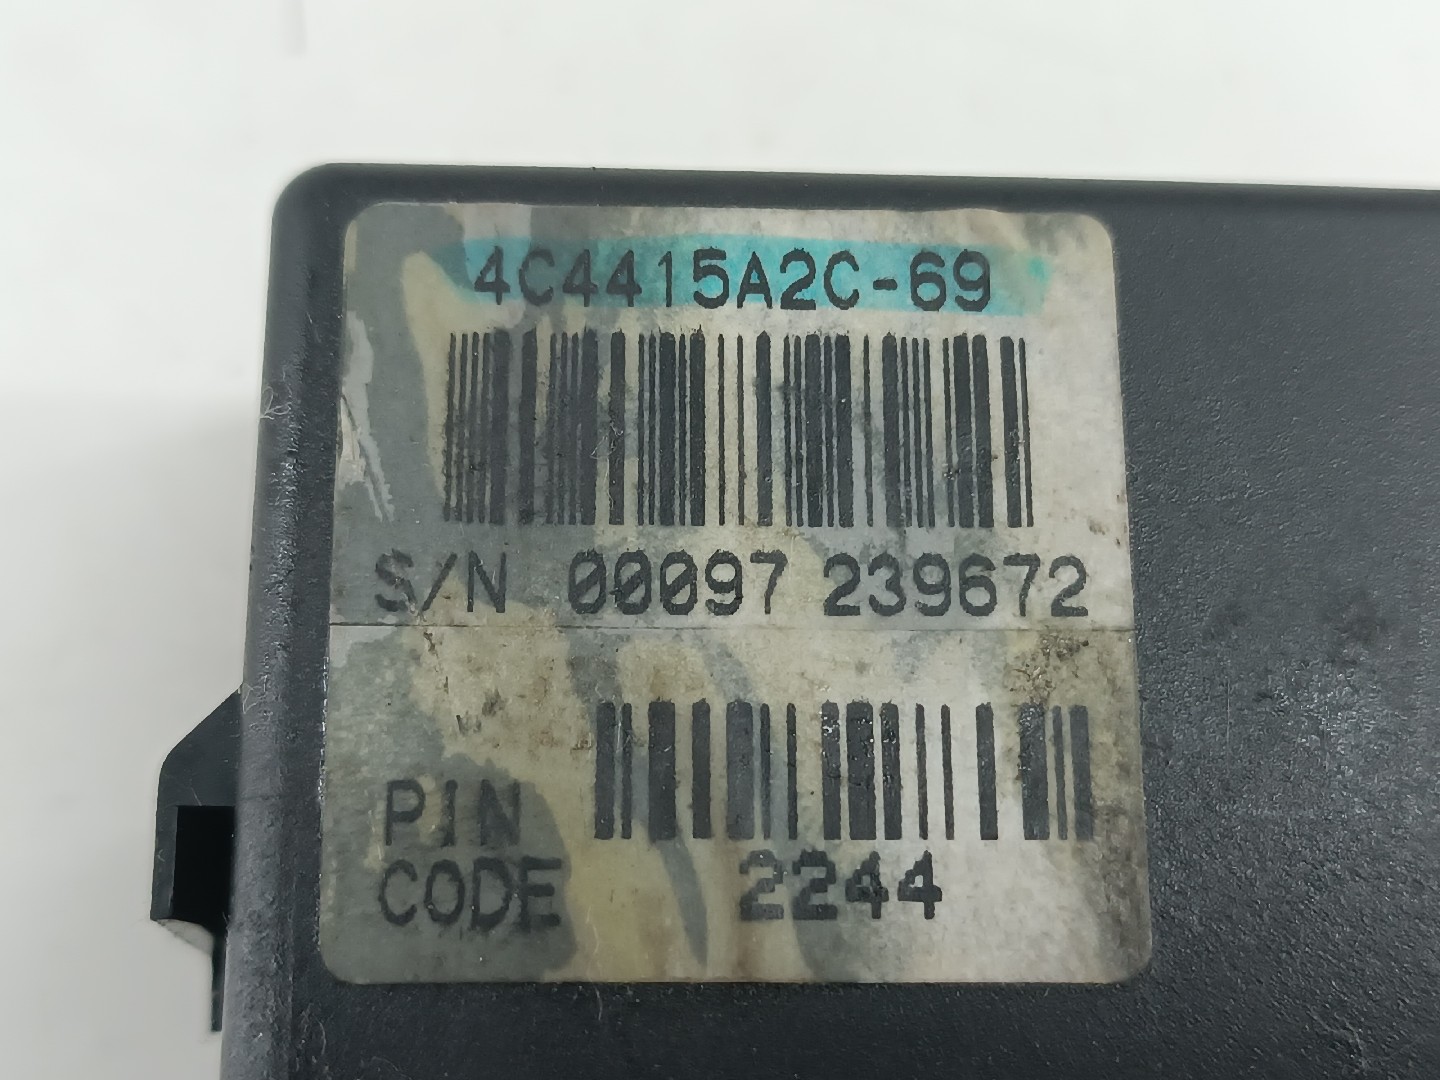 4C4415A2C-69
S/N 00097 239672
PIN
CODE 2244